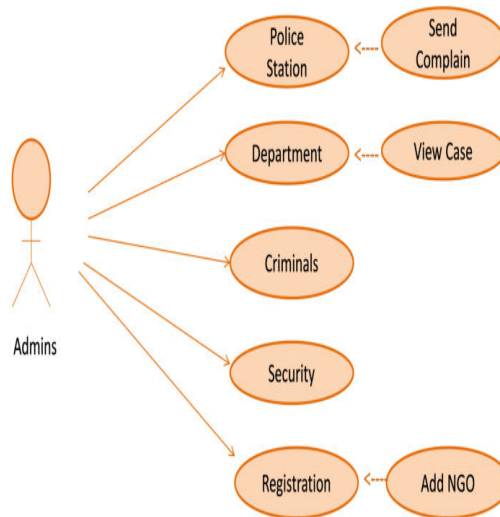 Police
Station
Send
Complain
Department
View Case
Criminals
Admins
Security
Registration
Add NGO